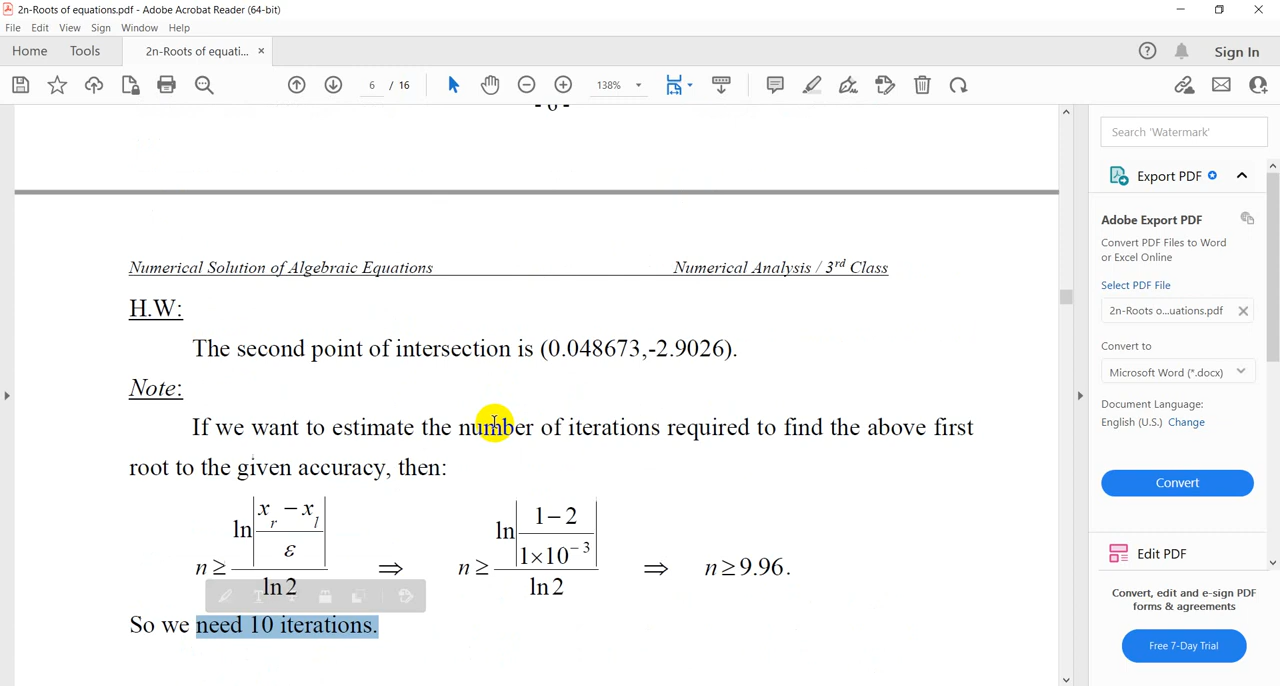 2n-Roots of equations.pdf - Adobe Acrobat Reader (64-bit)
File Edit View Sign Window Help
Home Tools 2n-Roots of equati... × Sign In
6 / 16 138%
Search 'Watermark'
Export PDF
Adobe Export PDF
Convert PDF Files to Word
or Excel Online
Select PDF File
2n-Roots o...uations.pdf
Convert to
Microsoft Word (*.docx)
Document Language:
English (U.S.) Change
Convert
Edit PDF
Convert, edit and e-sign PDF
forms & agreements
Free 7-Day Trial
Numerical Solution of Algebraic Equations Numerical Analysis / 3rd Class
H.W:
The second point of intersection is (0.048673,-2.9026).
Note:
If we want to estimate the number of iterations required to find the above first
root to the given accuracy, then:
n ≥ ln|(x_r − x_l)/ε| / ln2 ⇒ n ≥ ln|(1−2)/(1×10^−3)| / ln2 ⇒ n ≥ 9.96.
So we need 10 iterations.